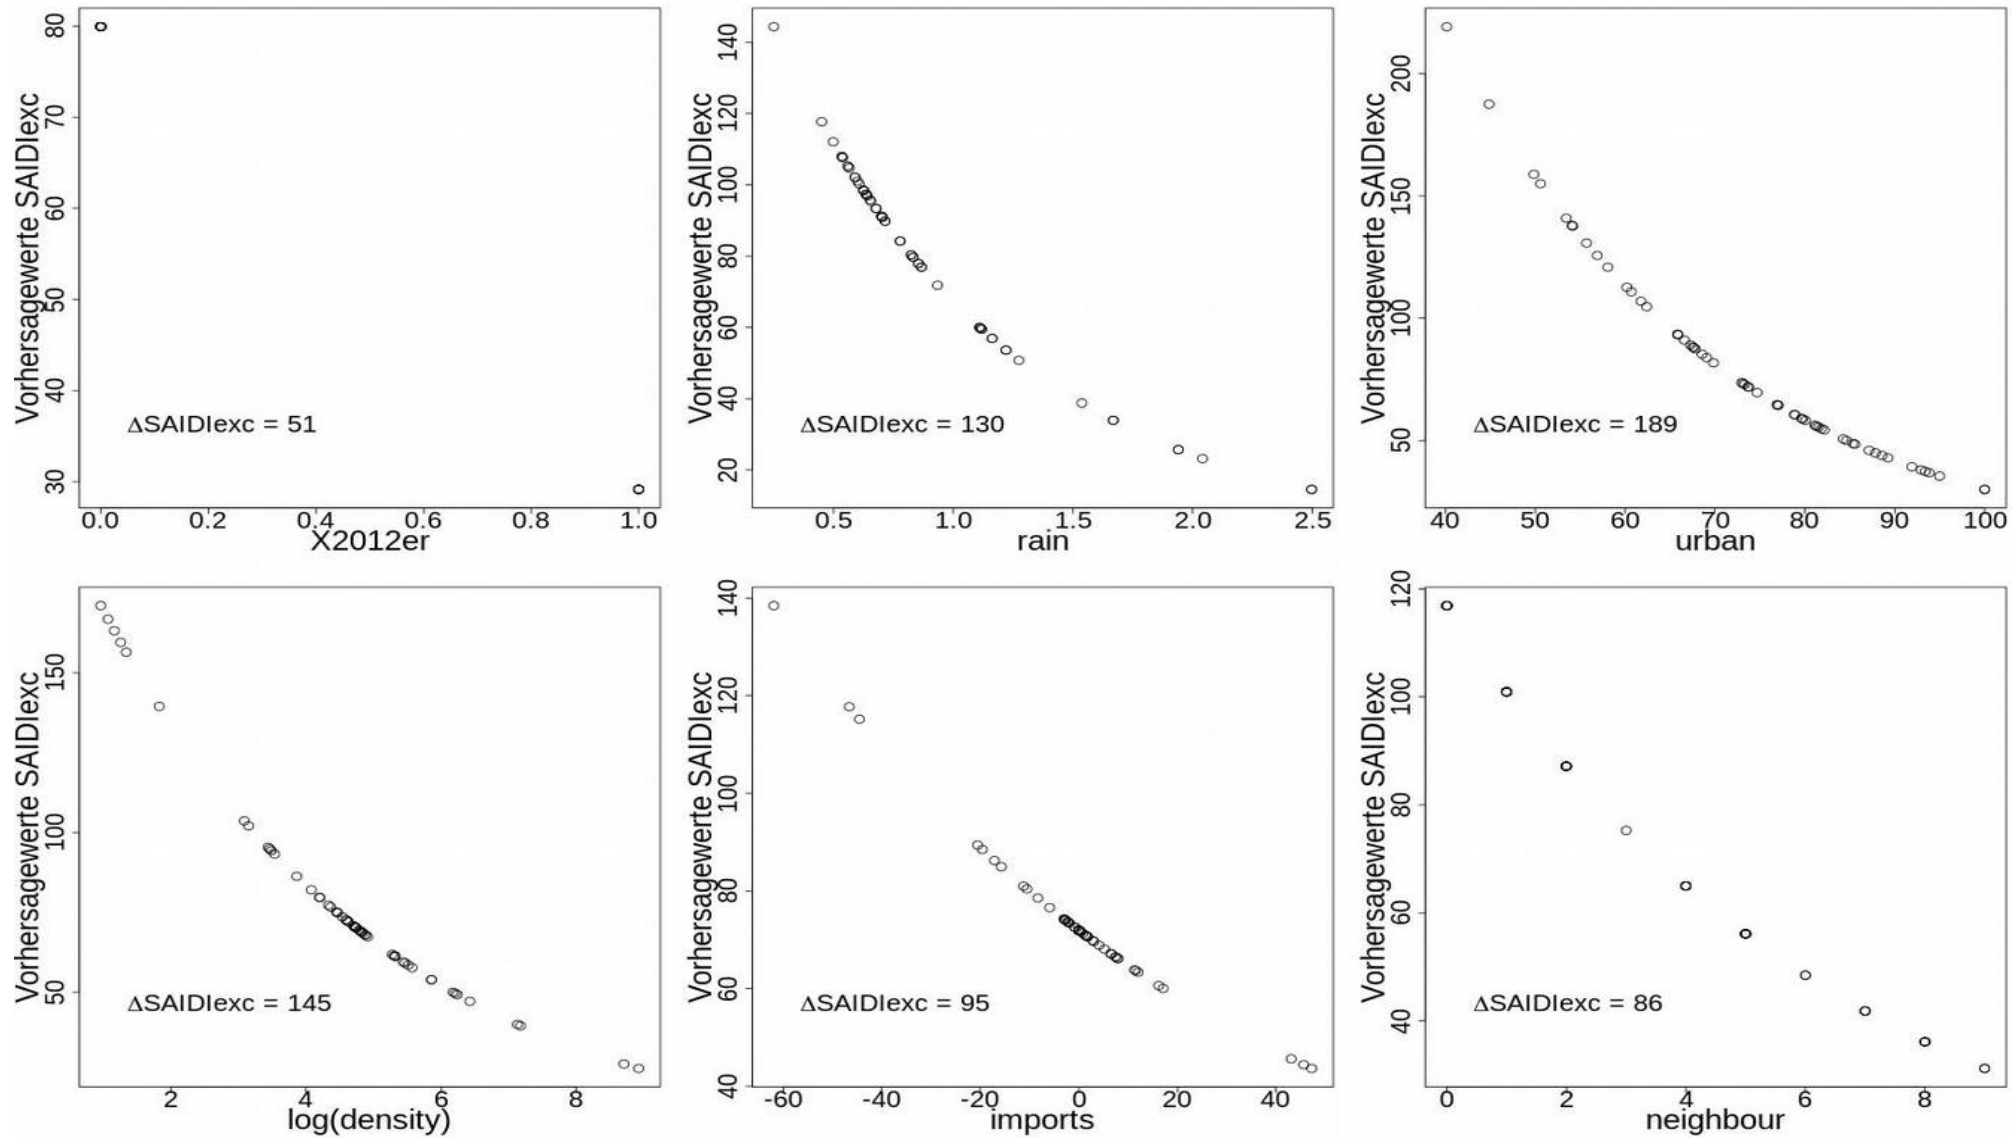 Vorhersagewerte SAIDIexc
80
70
60
50
40
30
ΔSAIDIexc = 51
0.0 0.2 0.4 0.6 0.8 1.0
X2012er
Vorhersagewerte SAIDIexc
140
120
100
80
60
40
20
ΔSAIDIexc = 130
0.5 1.0 1.5 2.0 2.5
rain
Vorhersagewerte SAIDIexc
200
150
100
50
ΔSAIDIexc = 189
40 50 60 70 80 90 100
urban
Vorhersagewerte SAIDIexc
150
100
50
ΔSAIDIexc = 145
2 4 6 8
log(density)
Vorhersagewerte SAIDIexc
140
120
100
80
60
40
ΔSAIDIexc = 95
-60 -40 -20 0 20 40
imports
Vorhersagewerte SAIDIexc
120
100
80
60
40
ΔSAIDIexc = 86
0 2 4 6 8
neighbour